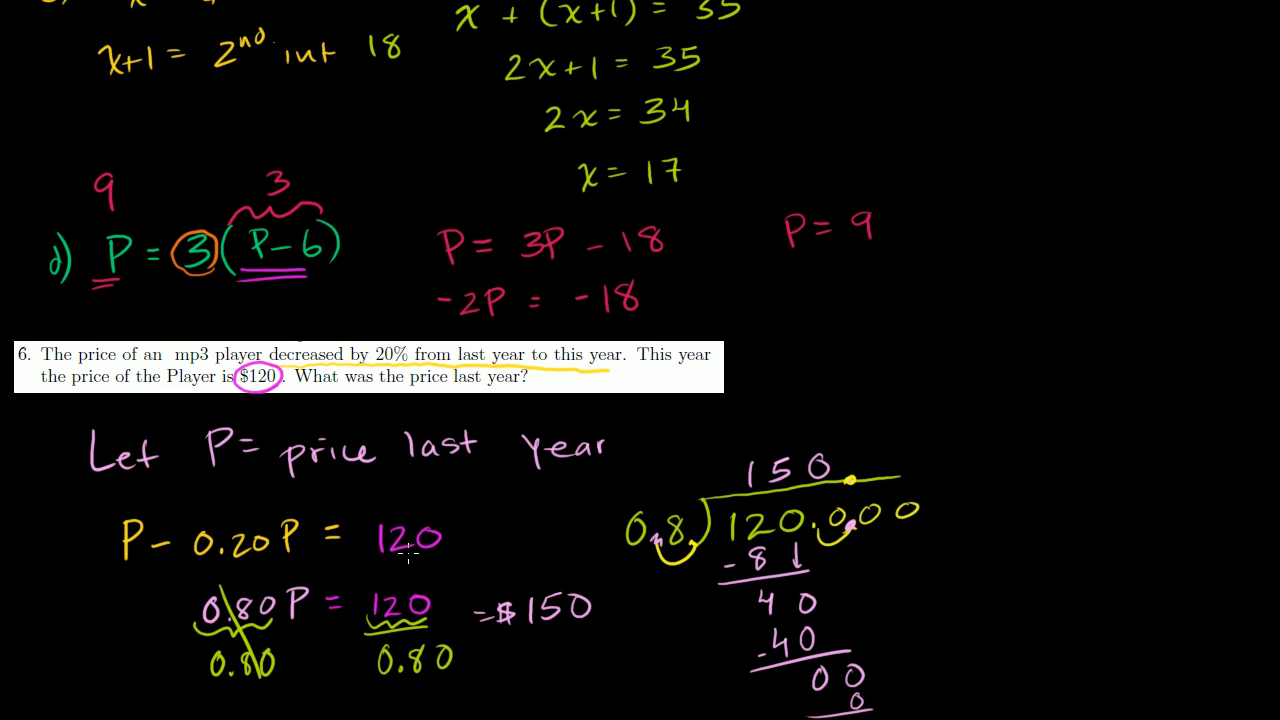 x+1 = 2nd int 18
x + (x+1) = 35
2x+1 = 35
2x = 34
x = 17
9
3
d) P = 3(P-6)
P = 3P - 18
-2P = -18
P = 9
6. The price of an mp3 player decreased by 20% from last year to this year. This year
the price of the Player is $120. What was the price last year?
Let P = price last year
P - 0.20P = 120
0.80P = 120 = $150
0.80 0.80
150.
0.8) 120.000
-8
40
-40
00
0